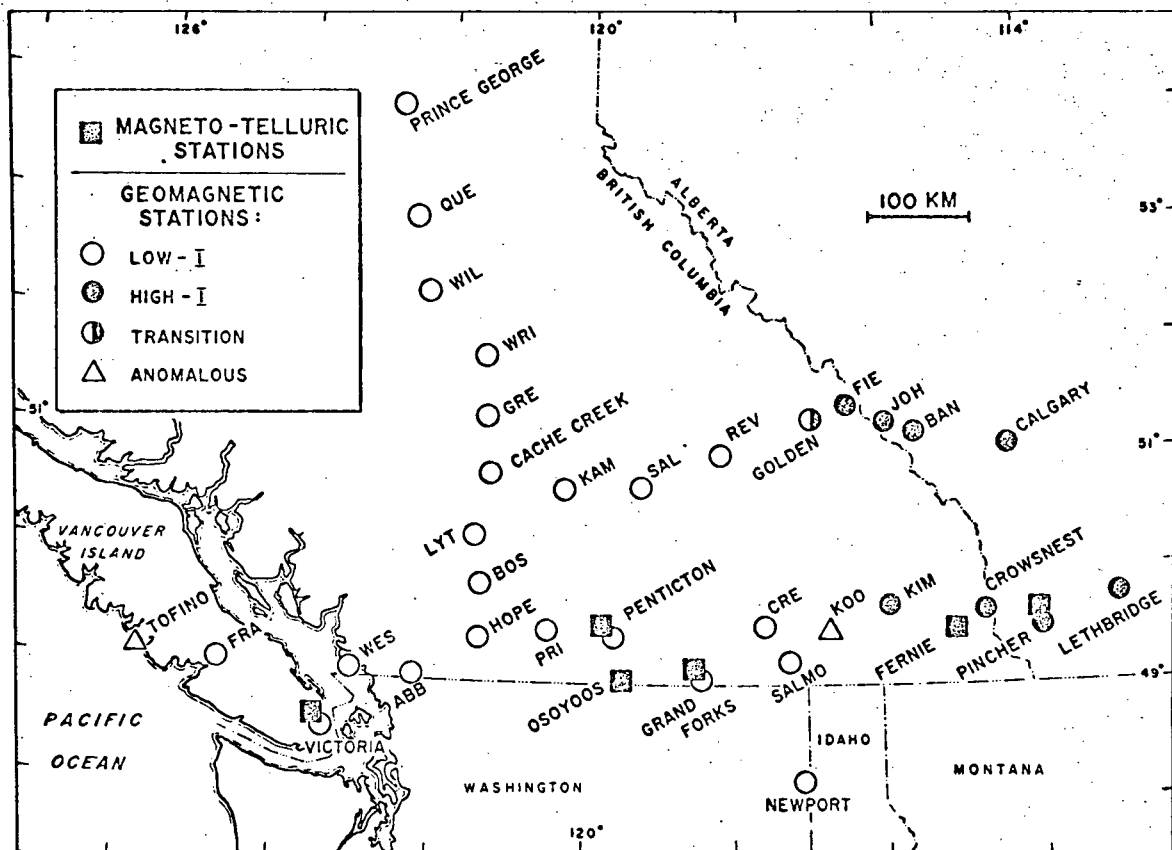 126°
120°
114°
MAGNETO-TELLURIC
STATIONS
GEOMAGNETIC
STATIONS:
LOW-I
HIGH-I
TRANSITION
ANOMALOUS
PRINCE GEORGE
QUE
WIL
WRI
GRE
CACHE CREEK
KAM
SAL
REV
GOLDEN
FIE
JOH
BAN
CALGARY
ALBERTA
BRITISH COLUMBIA
100 KM
53°
51°
51°
LYT
BOS
HOPE
PRI
PENTICTON
CRE
KOO
KIM
CROWSNEST
FERNIE
PINCHER
LETHBRIDGE
VANCOUVER
ISLAND
TOFINO
FRA
WES
ABB
VICTORIA
OSOYOOS
GRAND
FORKS
SALMO
49°
PACIFIC
OCEAN
WASHINGTON
IDAHO
MONTANA
NEWPORT
120°